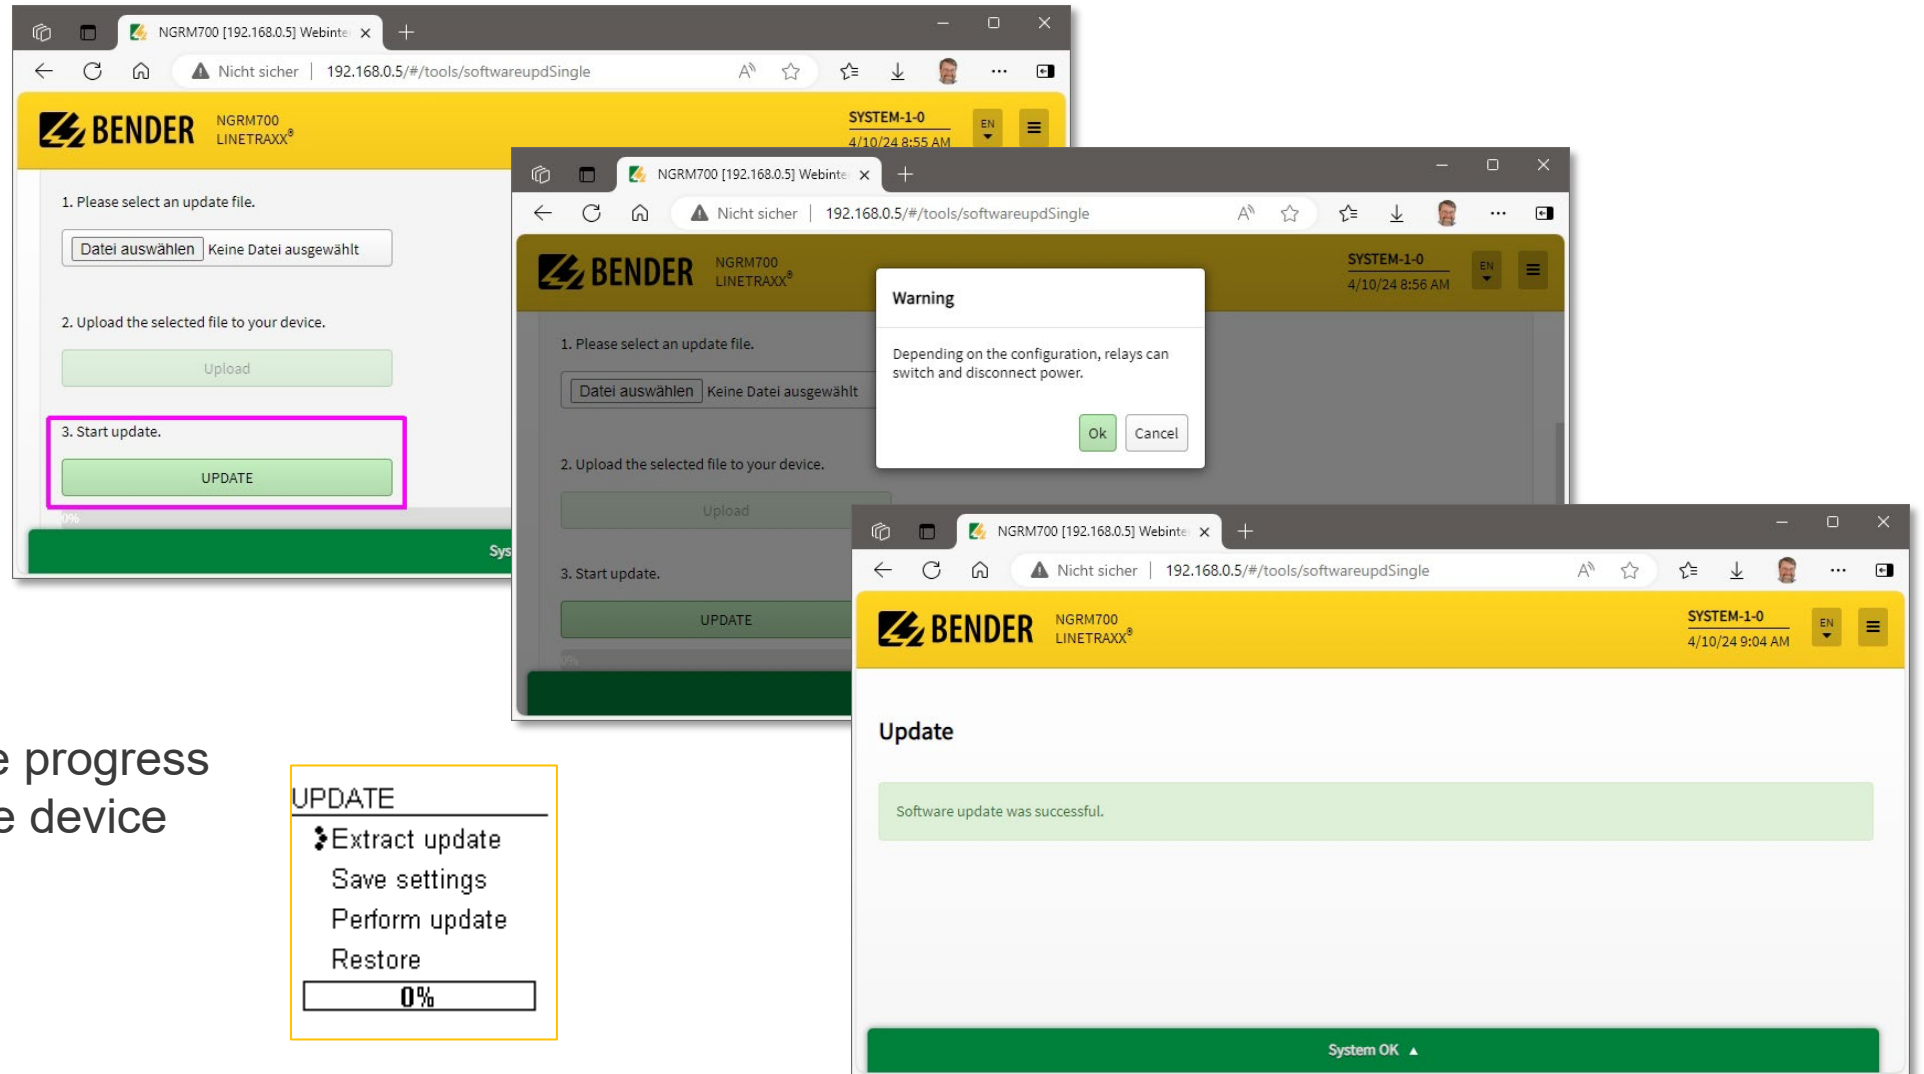 NGRM700 [192.168.0.5] Webinte
Nicht sicher | 192.168.0.5/#/tools/softwareupdSingle
BENDER
NGRM700
LINETRAXX®
SYSTEM-1-0
4/10/24 8:55 AM
EN
1. Please select an update file.
Datei auswählen Keine Datei ausgewählt
2. Upload the selected file to your device.
Upload
3. Start update.
UPDATE
0%
Sys
NGRM700 [192.168.0.5] Webinte
Nicht sicher | 192.168.0.5/#/tools/softwareupdSingle
BENDER
NGRM700
LINETRAXX®
SYSTEM-1-0
4/10/24 8:56 AM
EN
Warning
Depending on the configuration, relays can
switch and disconnect power.
Ok Cancel
1. Please select an update file.
Datei auswählen Keine Datei ausgewählt
2. Upload the selected file to your device.
Upload
3. Start update.
UPDATE
0%
NGRM700 [192.168.0.5] Webinte
Nicht sicher | 192.168.0.5/#/tools/softwareupdSingle
BENDER
NGRM700
LINETRAXX®
SYSTEM-1-0
4/10/24 9:04 AM
EN
Update
Software update was successful.
System OK ▲
e progress
e device
UPDATE
Extract update
Save settings
Perform update
Restore
0%